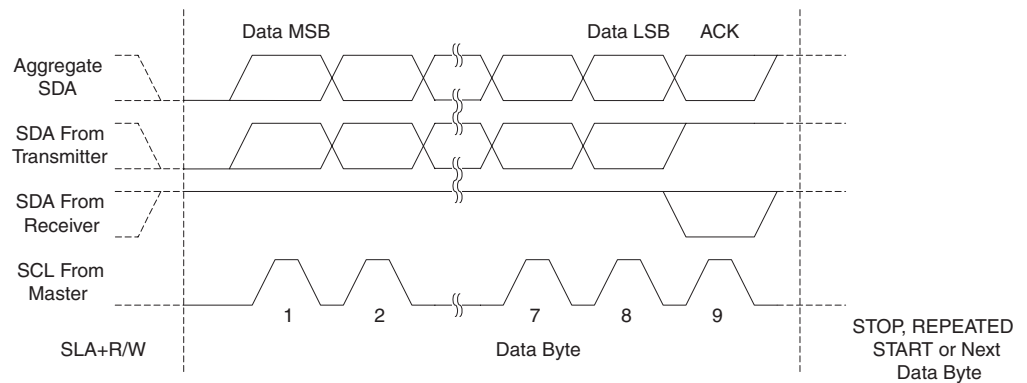 Data MSB
Data LSB
ACK
Aggregate
SDA
SDA From
Transmitter
SDA From
Receiver
SCL From
Master
1
2
7
8
9
SLA+R/W
Data Byte
STOP, REPEATED
START or Next
Data Byte